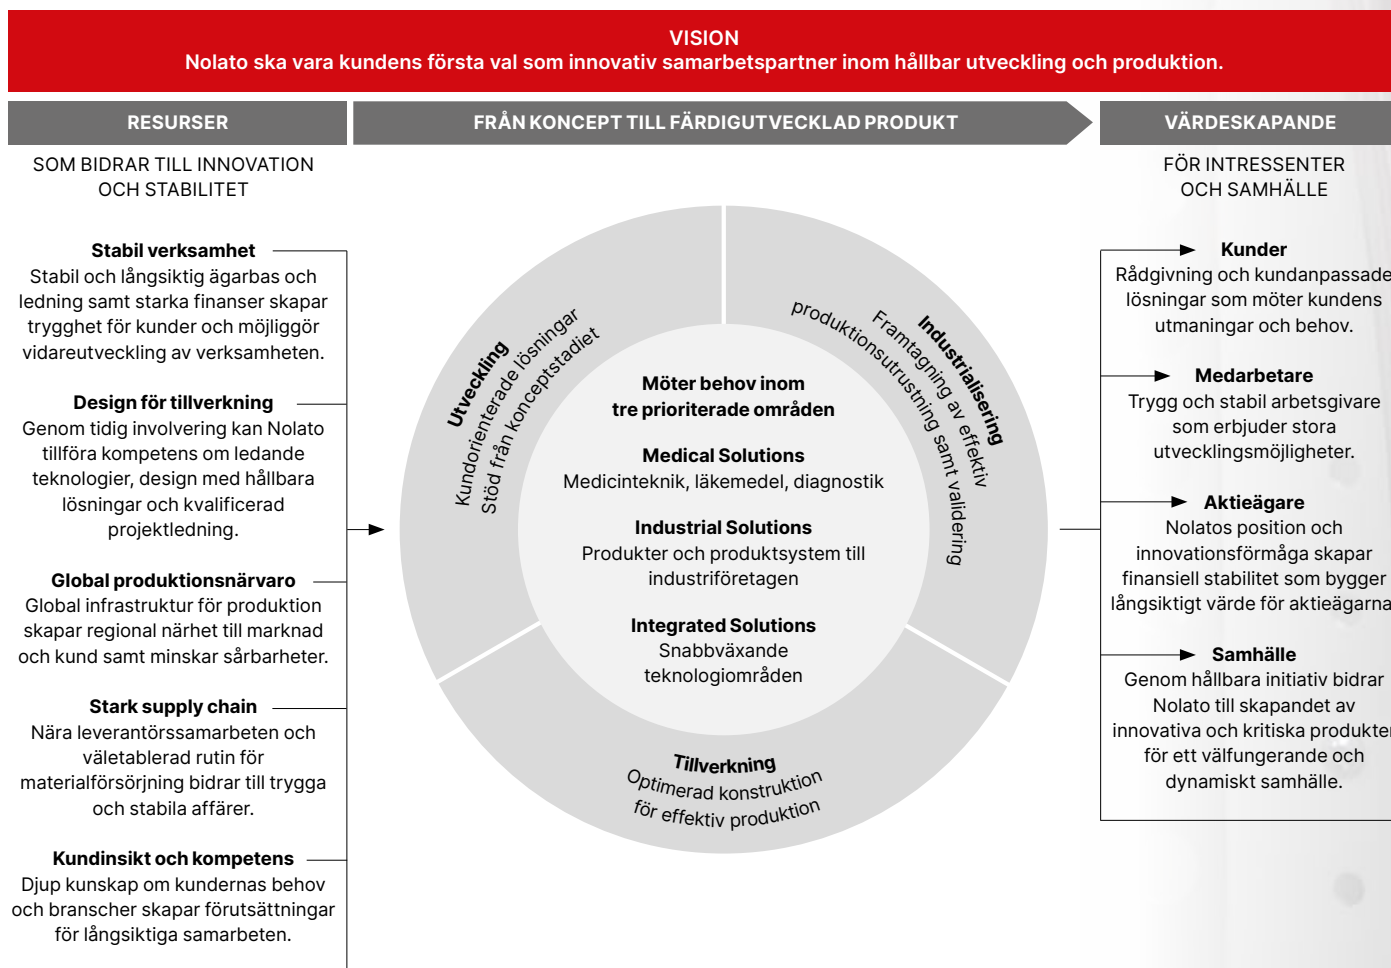 VISION
Nolato ska vara kundens första val som innovativ samarbetspartner inom hållbar utveckling och produktion.
RESURSER
SOM BIDRAR TILL INNOVATION
OCH STABILITET
Stabil verksamhet
Stabil och långsiktig ägarbas och
ledning samt starka finanser skapar
trygghet för kunder och möjliggör
vidareutveckling av verksamheten.
Design för tillverkning
Genom tidig involvering kan Nolato
tillföra kompetens om ledande
teknologier, design med hållbara
lösningar och kvalificerad
projektledning.
Global produktionsnärvaro
Global infrastruktur för produktion
skapar regional närhet till marknad
och kund samt minskar sårbarheter.
Stark supply chain
Nära leverantörssamarbeten och
väletablerad rutin för
materialförsörjning bidrar till trygga
och stabila affärer.
Kundinsikt och kompetens
Djup kunskap om kundernas behov
och branscher skapar förutsättningar
för långsiktiga samarbeten.
FRÅN KONCEPT TILL FÄRDIGUTVECKLAD PRODUKT
Utveckling
Kundorienterade lösningar
Stöd från konceptstadiet
Industrialisering
Framtagning av effektiv
produktionsutrustning samt validering
Möter behov inom
tre prioriterade områden
Medical Solutions
Medicinteknik, läkemedel, diagnostik
Industrial Solutions
Produkter och produktsystem till
industriföretagen
Integrated Solutions
Snabbväxande
teknologiområden
Tillverkning
Optimerad konstruktion
för effektiv produktion
VÄRDESKAPANDE
FÖR INTRESSENTER
OCH SAMHÄLLE
Kunder
Rådgivning och kundanpassade
lösningar som möter kundens
utmaningar och behov.
Medarbetare
Trygg och stabil arbetsgivare
som erbjuder stora
utvecklingsmöjligheter.
Aktieägare
Nolatos position och
innovationsförmåga skapar
finansiell stabilitet som bygger
långsiktigt värde för aktieägarna
Samhälle
Genom hållbara initiativ bidrar
Nolato till skapandet av
innovativa och kritiska produkter
för ett välfungerande och
dynamiskt samhälle.